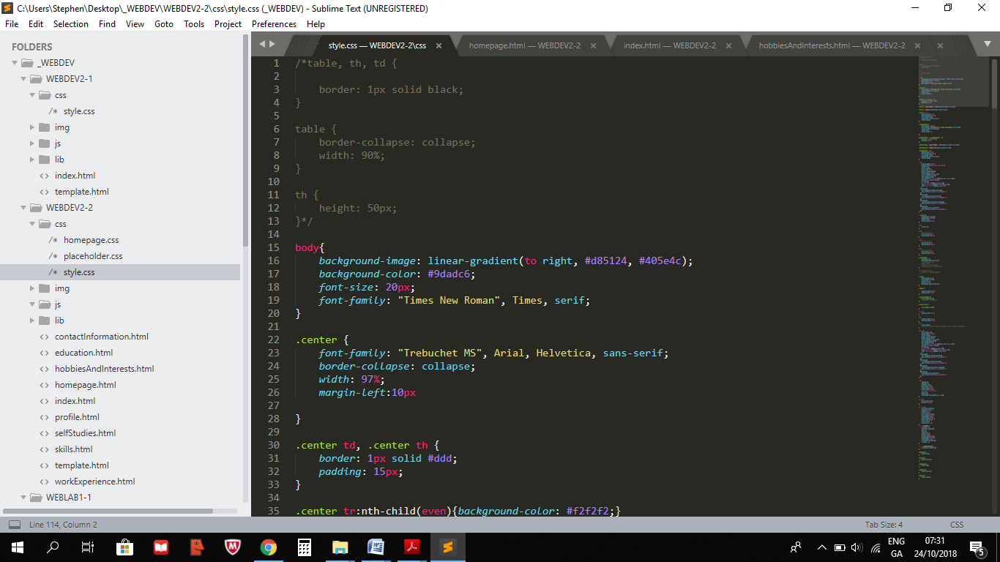 C:\Users\Stephen\Desktop\_WEBDEV\WEBDEV2-2\css\style.css (_WEBDEV) - Sublime Text (UNREGISTERED)
File Edit Selection Find View Goto Tools Project Preferences Help
FOLDERS
_WEBDEV
WEBDEV2-1
css
/* style.css
img
js
lib
<> index.html
<> template.html
WEBDEV2-2
css
/* homepage.css
/* placeholder.css
/* style.css
img
js
lib
<> contactInformation.html
<> education.html
<> hobbiesAndInterests.html
<> homepage.html
<> index.html
<> profile.html
<> selfStudies.html
<> skills.html
<> template.html
<> workExperience.html
WEBLAB1-1
style.css — WEBDEV2-2\css × homepage.html — WEBDEV2-2 × index.html — WEBDEV2-2 × hobbiesAndInterests.html — WEBDEV2-2 × ×
1 /*table, th, td {
2
3     border: 1px solid black;
4 }
5
6 table {
7     border-collapse: collapse;
8     width: 90%;
9 }
10
11 th {
12     height: 50px;
13 }*/
14
15 body{
16     background-image: linear-gradient(to right, #d85124, #405e4c);
17     background-color: #9dadc6;
18     font-size: 20px;
19     font-family: "Times New Roman", Times, serif;
20 }
21
22 .center {
23     font-family: "Trebuchet MS", Arial, Helvetica, sans-serif;
24     border-collapse: collapse;
25     width: 97%;
26     margin-left:10px
27
28 }
29
30 .center td, .center th {
31     border: 1px solid #ddd;
32     padding: 15px;
33 }
34
35 .center tr:nth-child(even){background-color: #f2f2f2;}
Line 114, Column 2 Tab Size: 4 CSS
ENG 07:31
GA 24/10/2018 5